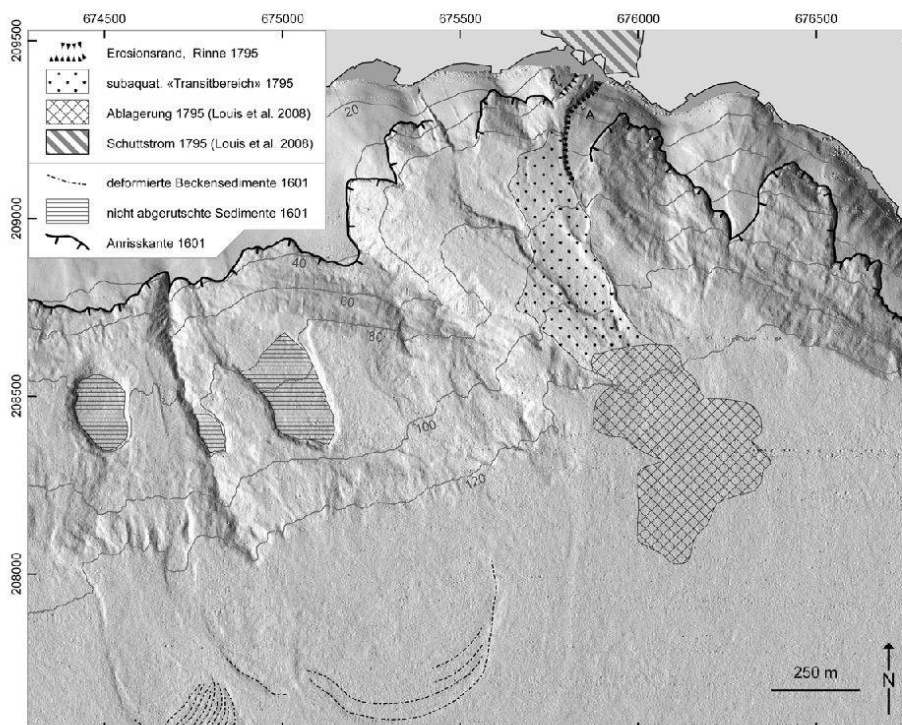 674500 675000 675500 676000 676500
209500
209000
208500
208000
Erosionsrand, Rinne 1795
subaquat. «Transitbereich» 1795
Ablagerung 1795 (Louis et al. 2008)
Schuttstrom 1795 (Louis et al. 2008)
deformierte Beckensedimente 1601
nicht abgerutschte Sedimente 1601
Anrisskante 1601
A
A
20
40
60
80
100
120
250 m
N